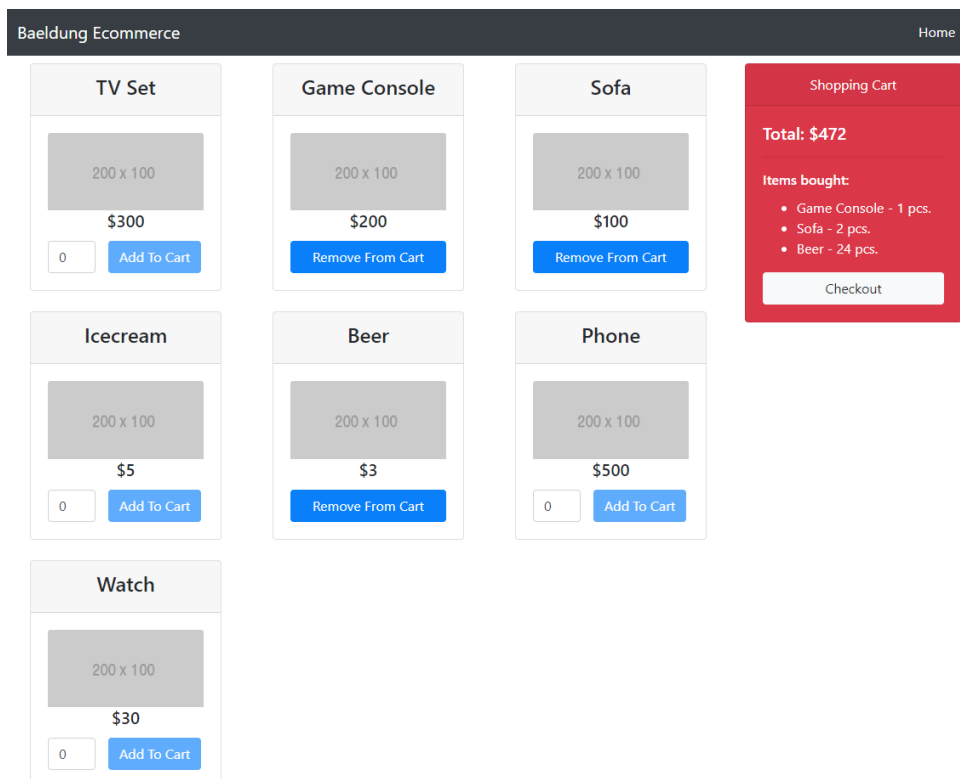 Baeldung Ecommerce
Home
TV Set
200 x 100
$300
0
Add To Cart
Game Console
200 x 100
$200
Remove From Cart
Sofa
200 x 100
$100
Remove From Cart
Shopping Cart
Total: $472
Items bought:
Game Console - 1 pcs.
Sofa - 2 pcs.
Beer - 24 pcs.
Checkout
Icecream
200 x 100
$5
0
Add To Cart
Beer
200 x 100
$3
Remove From Cart
Phone
200 x 100
$500
0
Add To Cart
Watch
200 x 100
$30
0
Add To Cart